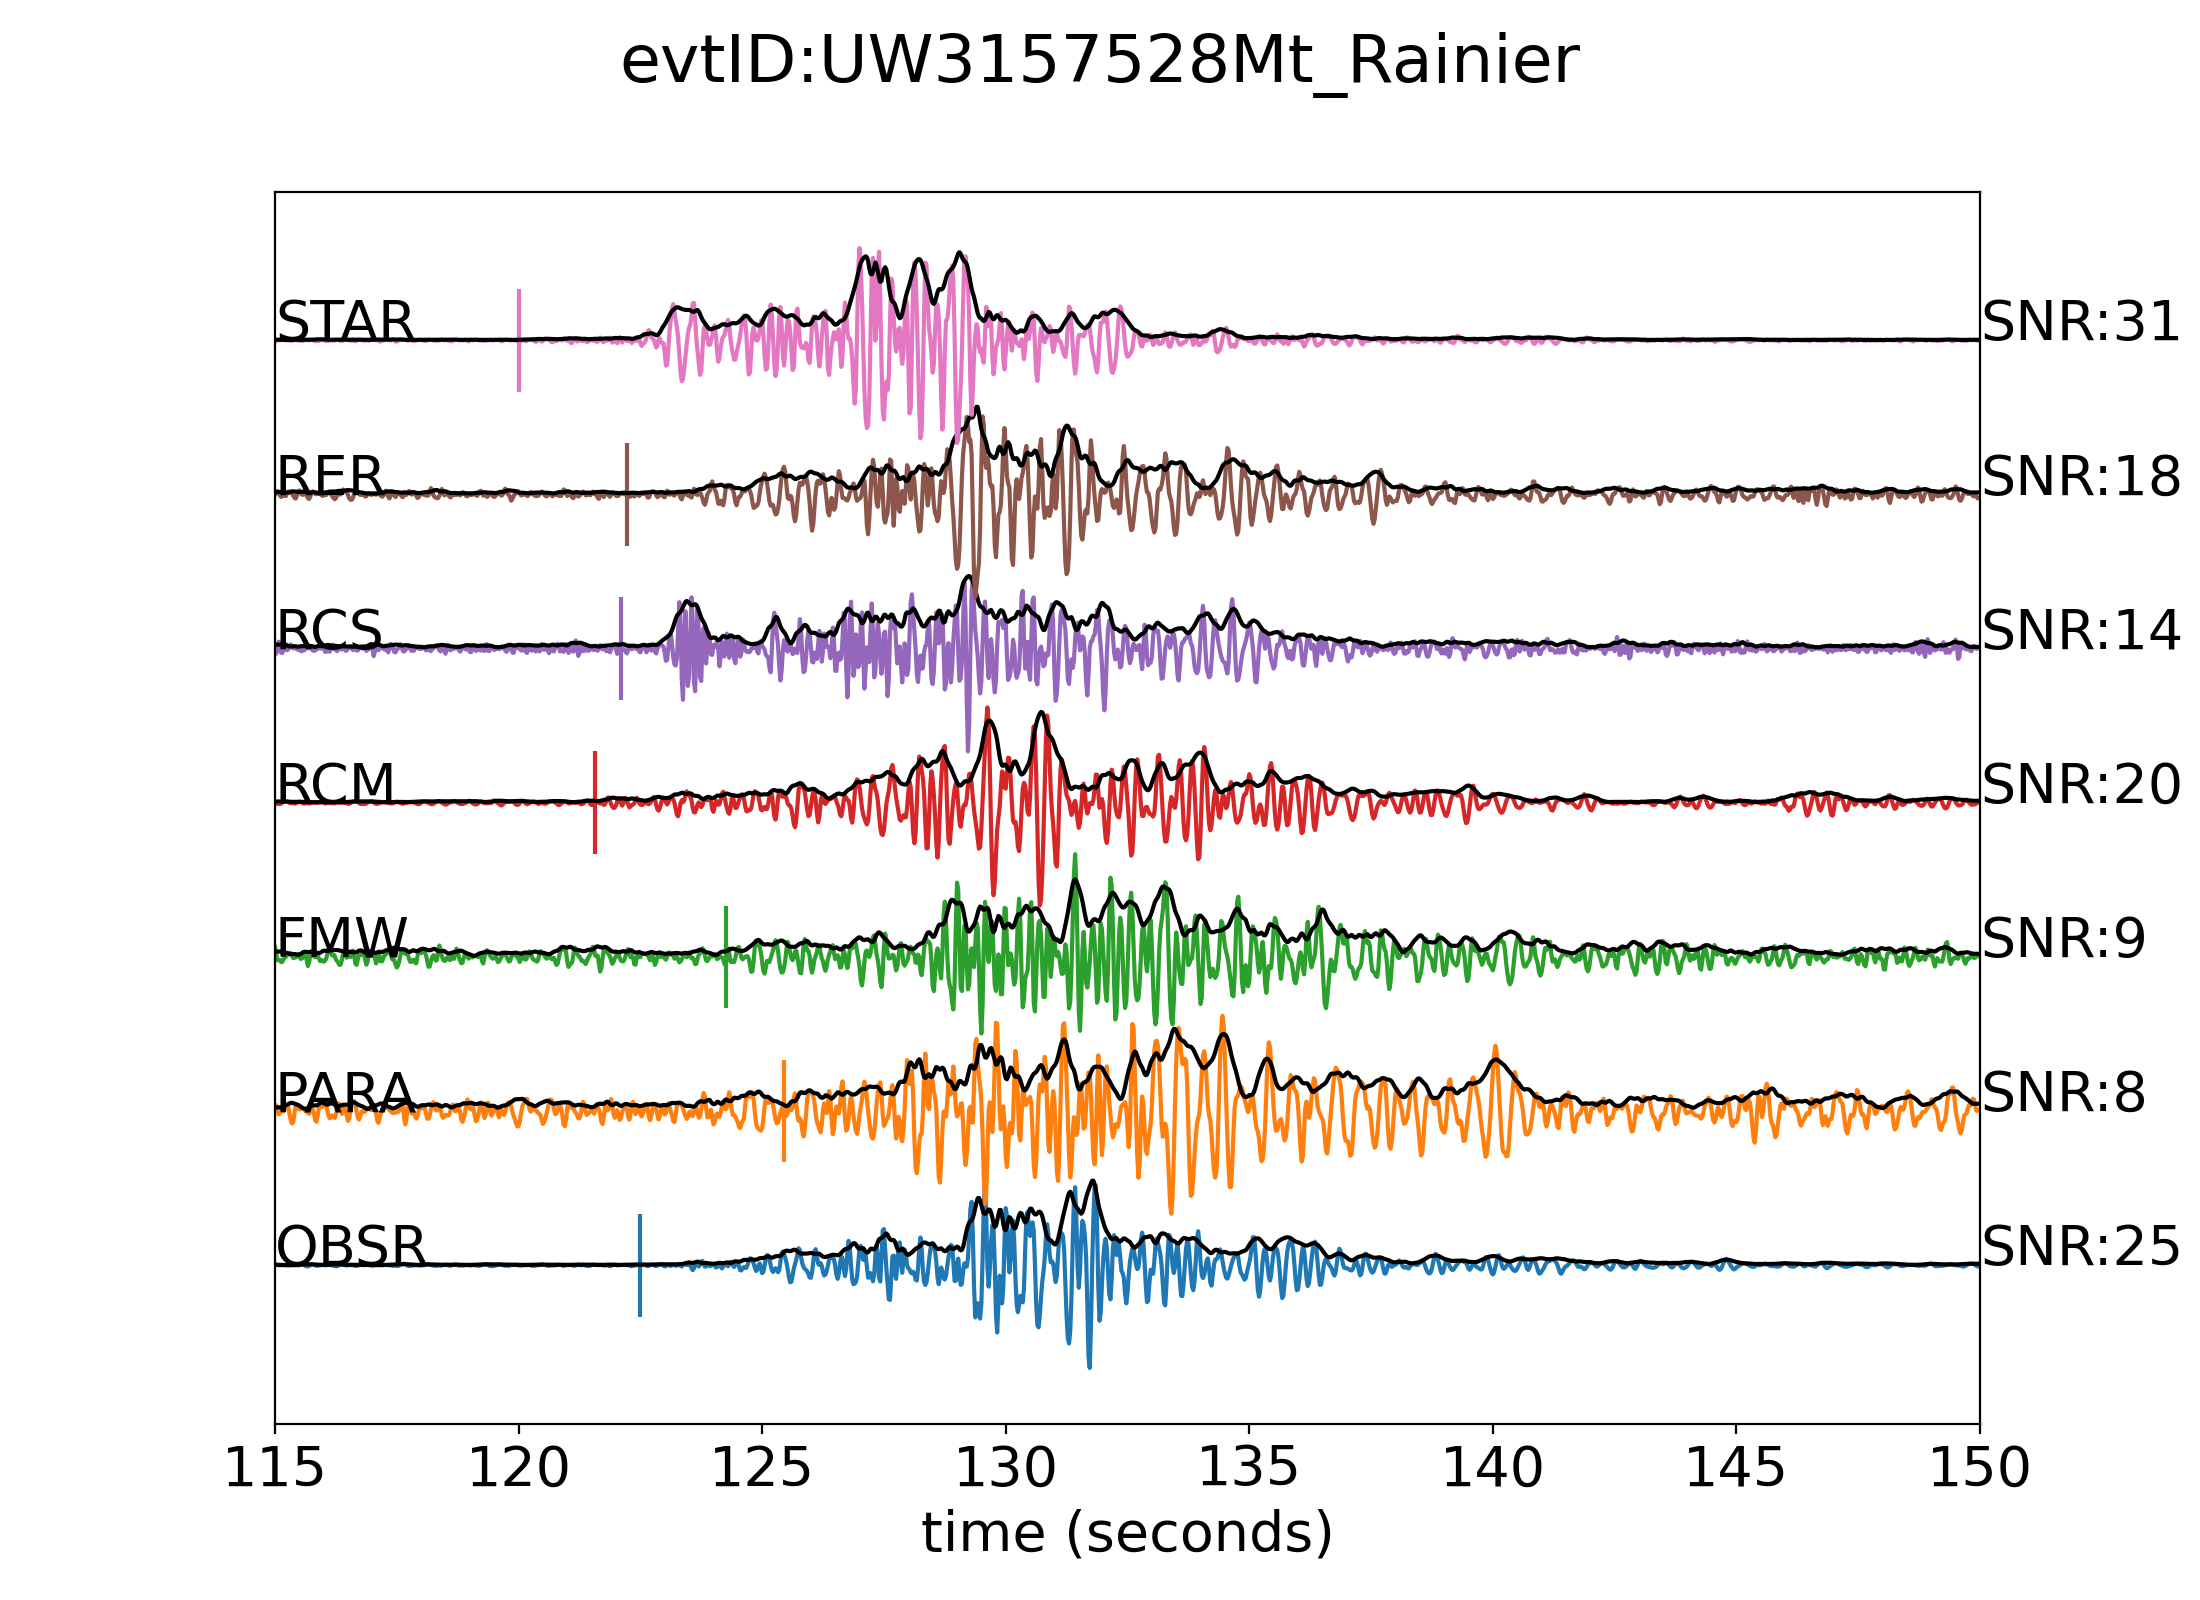 evtID:UW3157528Mt_Rainier
STAR SNR:31
RER SNR:18
RCS SNR:14
RCM SNR:20
FMW SNR:9
PARA SNR:8
OBSR SNR:25
115 120 125 130 135 140 145 150
time (seconds)